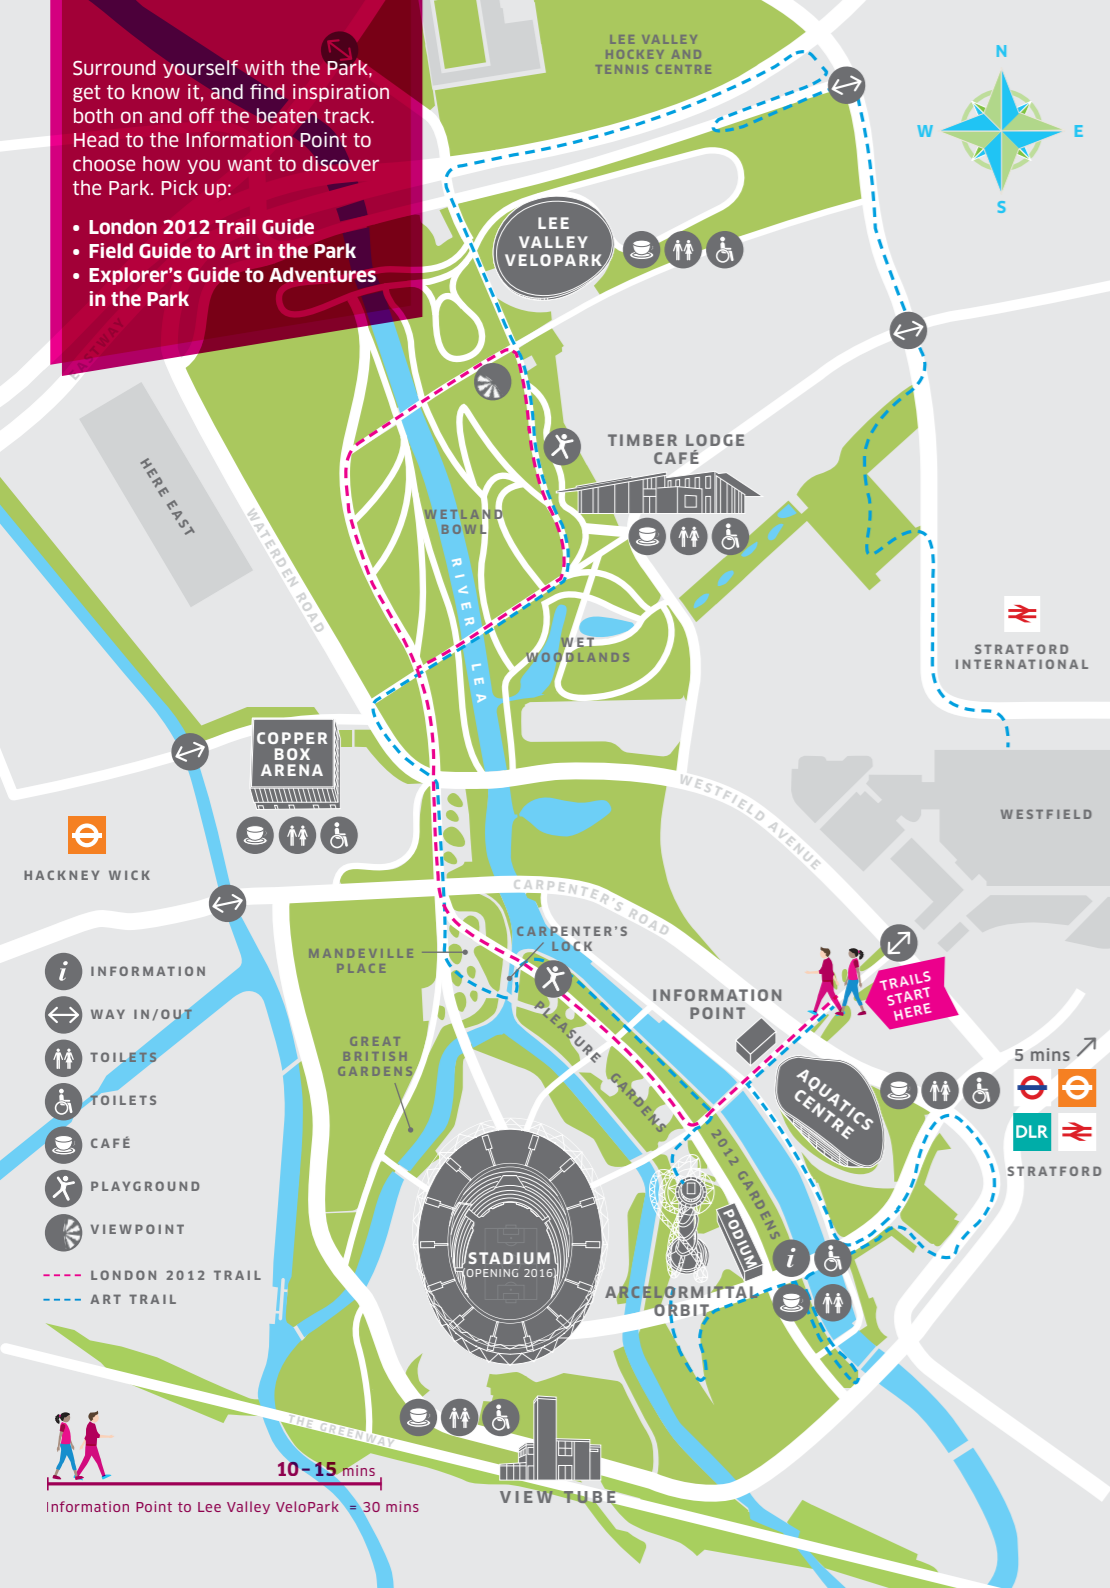 Surround yourself with the Park,
get to know it, and find inspiration
both on and off the beaten track.
Head to the Information Point to
choose how you want to discover
the Park. Pick up:
• London 2012 Trail Guide
• Field Guide to Art in the Park
• Explorer's Guide to Adventures
in the Park
LEE VALLEY
HOCKEY AND
TENNIS CENTRE
N
W
E
S
LEE
VALLEY
VELOPARK
EASTWAY
HERE EAST
WATERDEN ROAD
TIMBER LODGE
CAFÉ
WETLAND
BOWL
RIVER LEA
WET
WOODLANDS
STRATFORD
INTERNATIONAL
COPPER
BOX
ARENA
WESTFIELD AVENUE
WESTFIELD
HACKNEY WICK
CARPENTER'S ROAD
MANDEVILLE
PLACE
CARPENTER'S
LOCK
INFORMATION
POINT
TRAILS
START
HERE
PLEASURE GARDENS
GREAT
BRITISH
GARDENS
AQUATICS
CENTRE
5 mins
DLR
STRATFORD
2012 GARDENS
PODIUM
i
STADIUM
(OPENING 2016)
ARCELORMITTAL
ORBIT
i
INFORMATION
WAY IN/OUT
TOILETS
TOILETS
CAFÉ
PLAYGROUND
VIEWPOINT
LONDON 2012 TRAIL
ART TRAIL
THE GREENWAY
VIEW TUBE
10–15 mins
Information Point to Lee Valley VeloPark = 30 mins